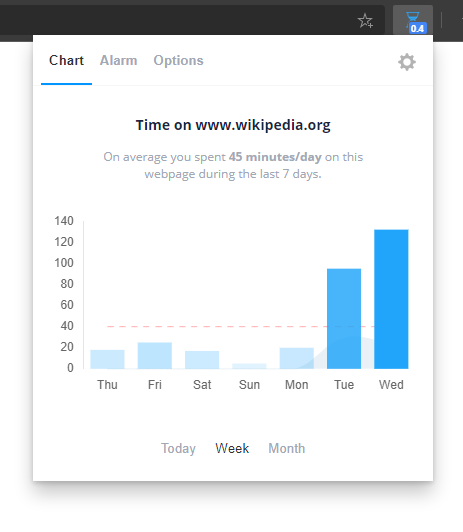 0.4
Chart Alarm Options
Time on www.wikipedia.org
On average you spent 45 minutes/day on this
webpage during the last 7 days.
140
120
100
80
60
40
20
0
Thu Fri Sat Sun Mon Tue Wed
Today Week Month